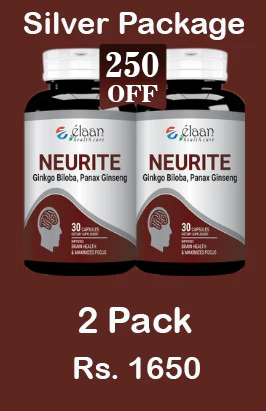 Silver Package
250
OFF
élaan
health care
élaan
health care
NEURITE
Ginkgo Biloba, Panax Ginseng
NEURITE
Ginkgo Biloba, Panax Ginseng
30 CAPSULES
DIETARY SUPPLEMENT
IMPROVES
BRAIN HEALTH
& MAXIMIZES FOCUS
30 CAPSULES
DIETARY SUPPLEMENT
IMPROVES
BRAIN HEALTH
& MAXIMIZES FOCUS
2 Pack
Rs. 1650